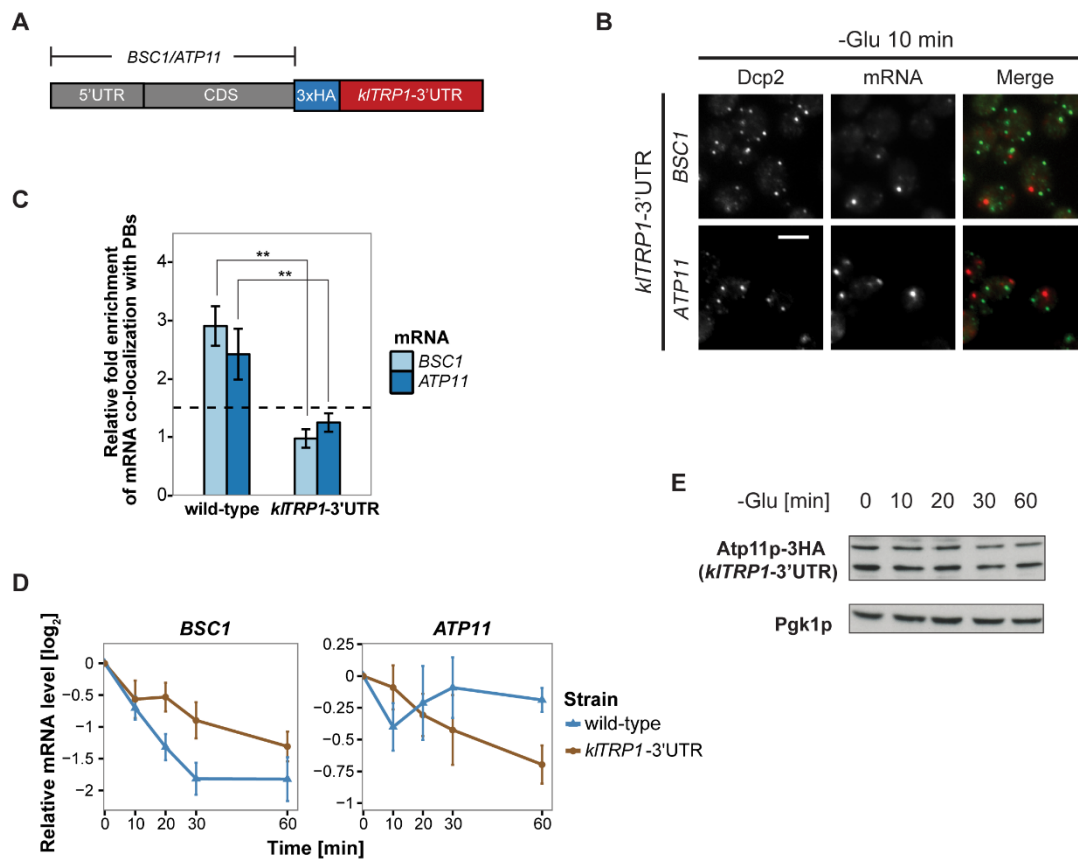 A
BSC1/ATP11
5'UTR
CDS
3xHA
klTRP1-3'UTR
B
-Glu 10 min
Dcp2
mRNA
Merge
klTRP1-3'UTR
BSC1
ATP11
C
Relative fold enrichment
of mRNA co-localization with PBs
4
3
2
1
0
**
**
wild-type
klTRP1-3'UTR
mRNA
BSC1
ATP11
D
Relative mRNA level [log2]
BSC1
0
−0.5
−1.0
−1.5
−2
0
10
20
30
60
ATP11
0.25
0
−0.25
−0.5
−0.75
−1
0
10
20
30
60
Time [min]
Strain
wild-type
klTRP1-3'UTR
E
-Glu [min]
0
10
20
30
60
Atp11p-3HA
(klTRP1-3'UTR)
Pgk1p